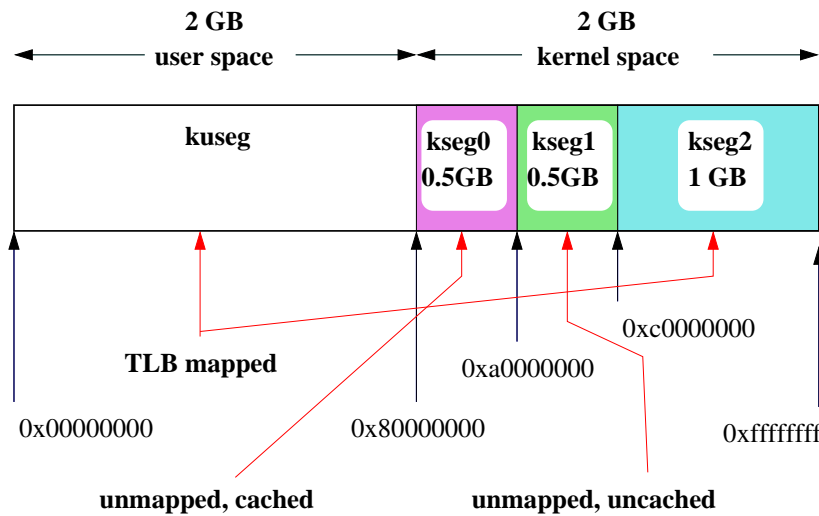 2 GB
user space
2 GB
kernel space
kuseg
kseg0
0.5GB
kseg1
0.5GB
kseg2
1 GB
0xc0000000
TLB mapped
0xa0000000
0x00000000
0x80000000
0xffffffff
unmapped, cached
unmapped, uncached